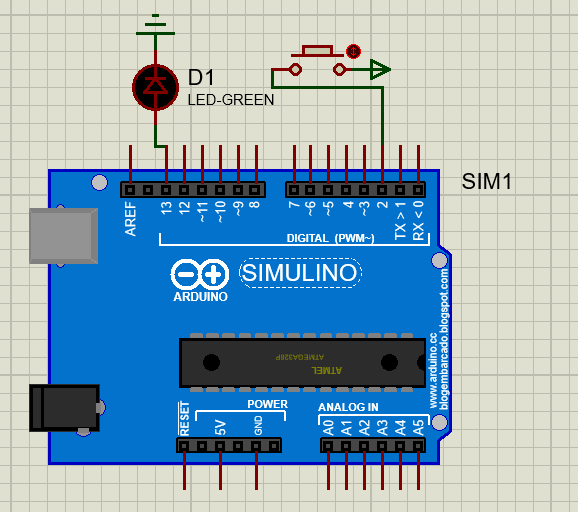 D1
LED-GREEN
SIM1
AREF
13
12
~11
~10
~9
8
7
~6
~5
4
~3
2
TX > 1
RX < 0
DIGITAL (PWM~)
SIMULINO
ARDUINO
ATMEGA328P
ATMEL
www.arduino.cc
blogembarcado.blogspot.com
RESET
5V
GND
POWER
ANALOG IN
A0
A1
A2
A3
A4
A5